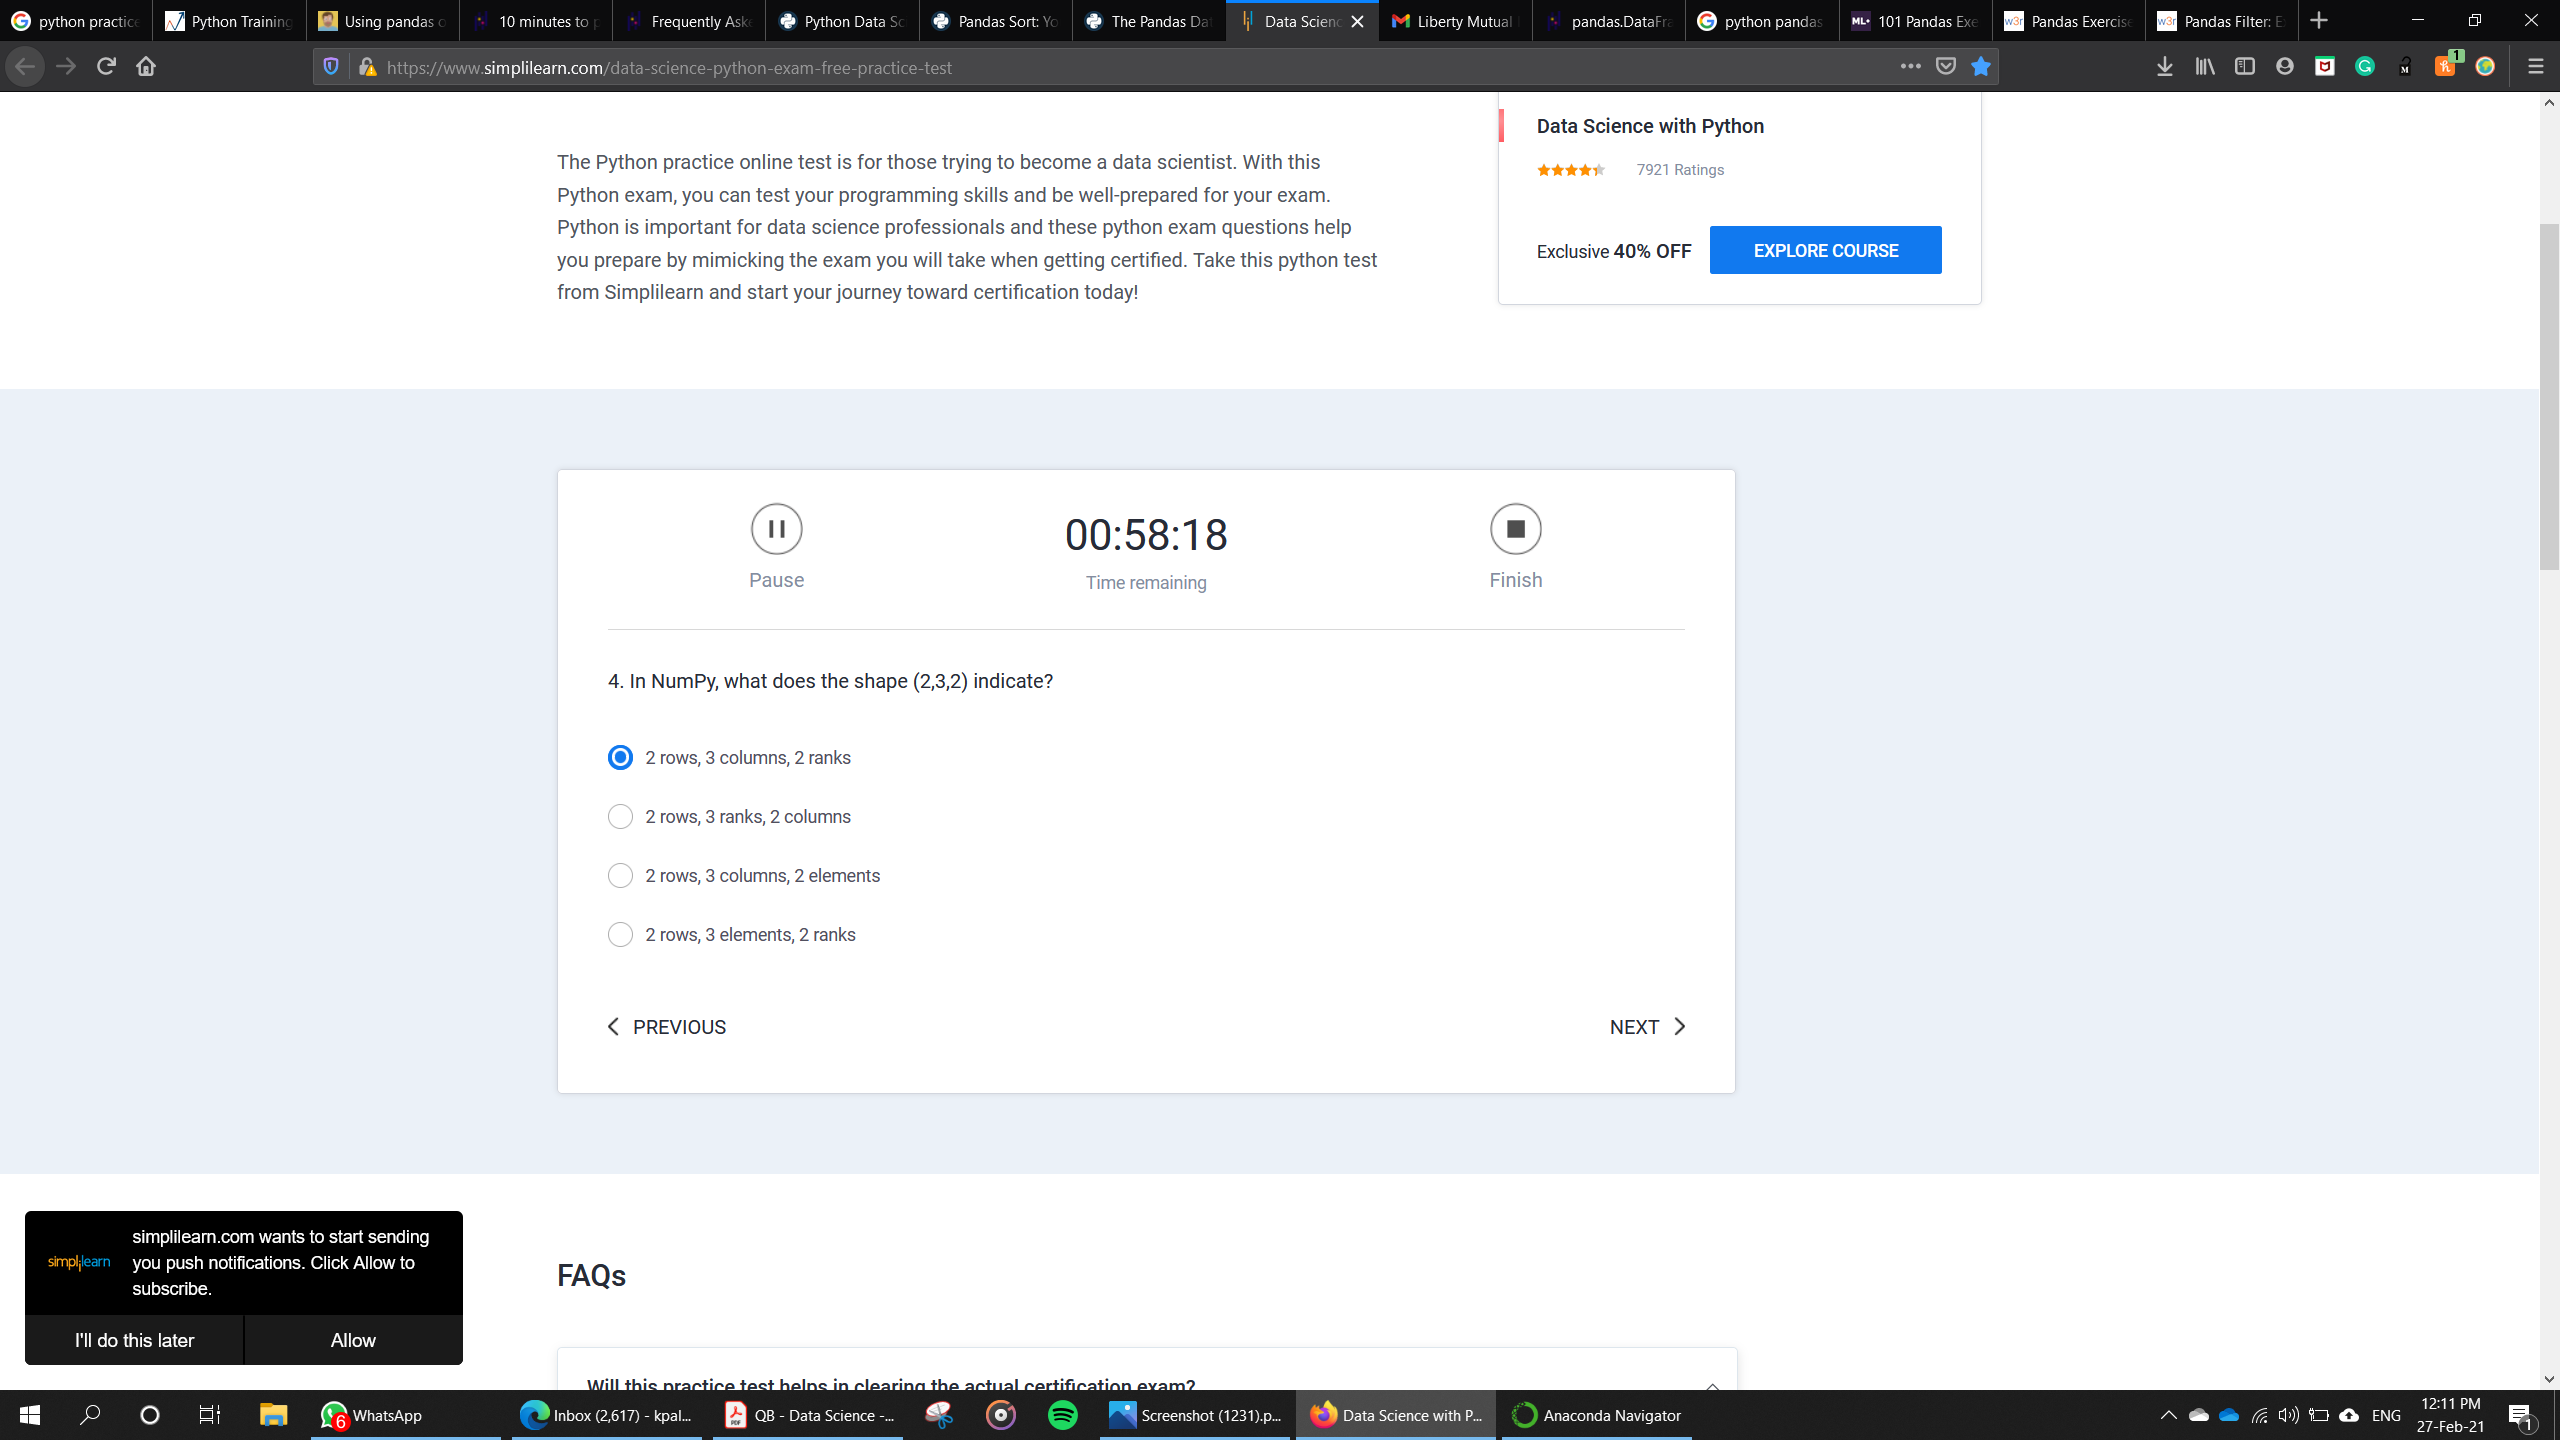 python practice
Python Training
Using pandas o
10 minutes to p
Frequently Aske
Python Data Sc
Pandas Sort: Yo
The Pandas Dat
Data Scienc
Liberty Mutual
pandas.DataFra
python pandas
ML+ 101 Pandas Exe
w3r Pandas Exercise
w3r Pandas Filter: E
https://www.simplilearn.com/data-science-python-exam-free-practice-test
1
Data Science with Python
7921 Ratings
Exclusive 40% OFF
EXPLORE COURSE
The Python practice online test is for those trying to become a data scientist. With this
Python exam, you can test your programming skills and be well-prepared for your exam.
Python is important for data science professionals and these python exam questions help
you prepare by mimicking the exam you will take when getting certified. Take this python test
from Simplilearn and start your journey toward certification today!
Pause
00:58:18
Time remaining
Finish
4. In NumPy, what does the shape (2,3,2) indicate?
2 rows, 3 columns, 2 ranks
2 rows, 3 ranks, 2 columns
2 rows, 3 columns, 2 elements
2 rows, 3 elements, 2 ranks
PREVIOUS
NEXT
simplilearn
simplilearn.com wants to start sending
you push notifications. Click Allow to
subscribe.
I'll do this later
Allow
FAQs
Will this practice test helps in clearing the actual certification exam?
6 WhatsApp
Inbox (2,617) - kpal...
QB - Data Science -...
Screenshot (1231).p...
Data Science with P...
Anaconda Navigator
ENG
12:11 PM
27-Feb-21
1